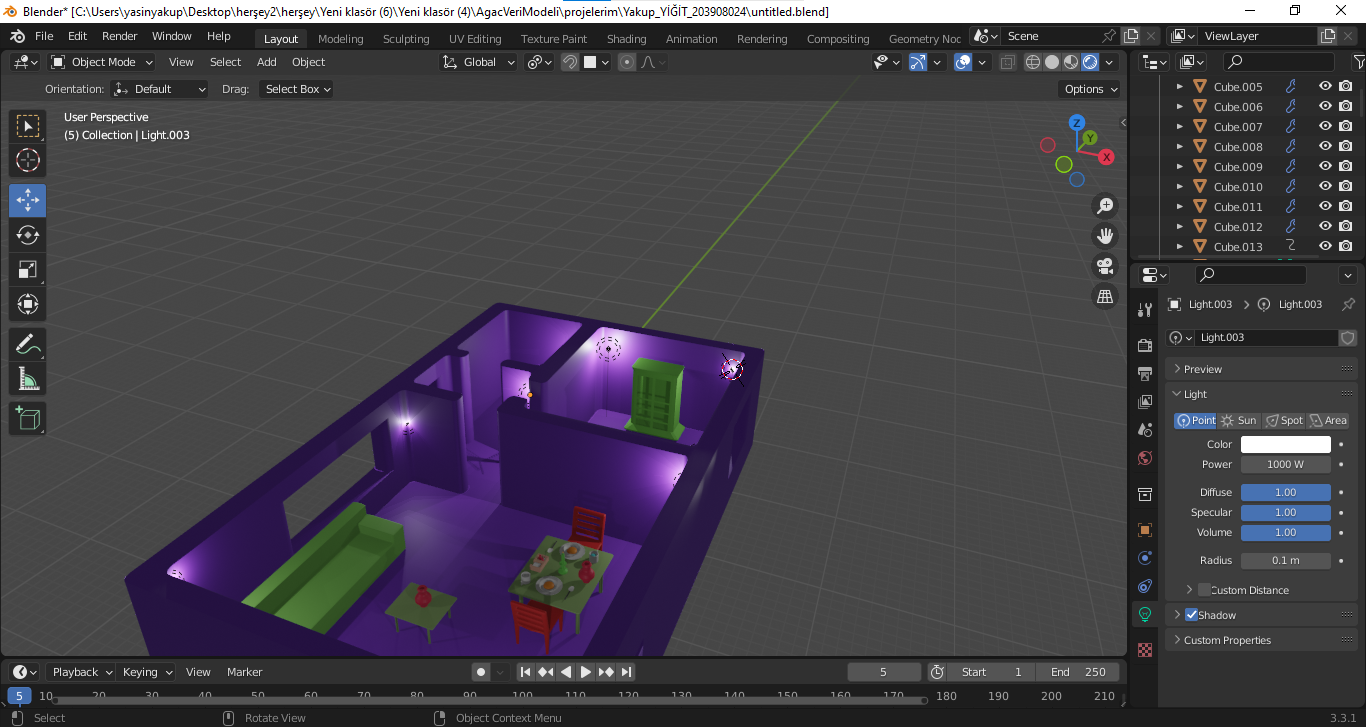 Blender* [C:\Users\yasinyakup\Desktop\herşey2\herşey\Yeni klasör (6)\Yeni klasör (4)\AgacVeriModeli\projelerim\Yakup_YİĞİT_203908024\untitled.blend]
File Edit Render Window Help Layout Modeling Sculpting UV Editing Texture Paint Shading Animation Rendering Compositing Geometry Noc Scene ViewLayer
Object Mode View Select Add Object Global
Orientation: Default Drag: Select Box Options
User Perspective
(5) Collection | Light.003
Z
Y
X
Cube.005
Cube.006
Cube.007
Cube.008
Cube.009
Cube.010
Cube.011
Cube.012
Cube.013
Light.003 Light.003
Light.003
Preview
Light
Point Sun Spot Area
Color
Power 1000 W
Diffuse 1.00
Specular 1.00
Volume 1.00
Radius 0.1 m
Custom Distance
Shadow
Custom Properties
Playback Keying View Marker 5 Start 1 End 250
5 10 20 30 40 50 60 70 80 90 100 110 120 130 140 150 160 170 180 190 200 210
Select Rotate View Object Context Menu 3.3.1